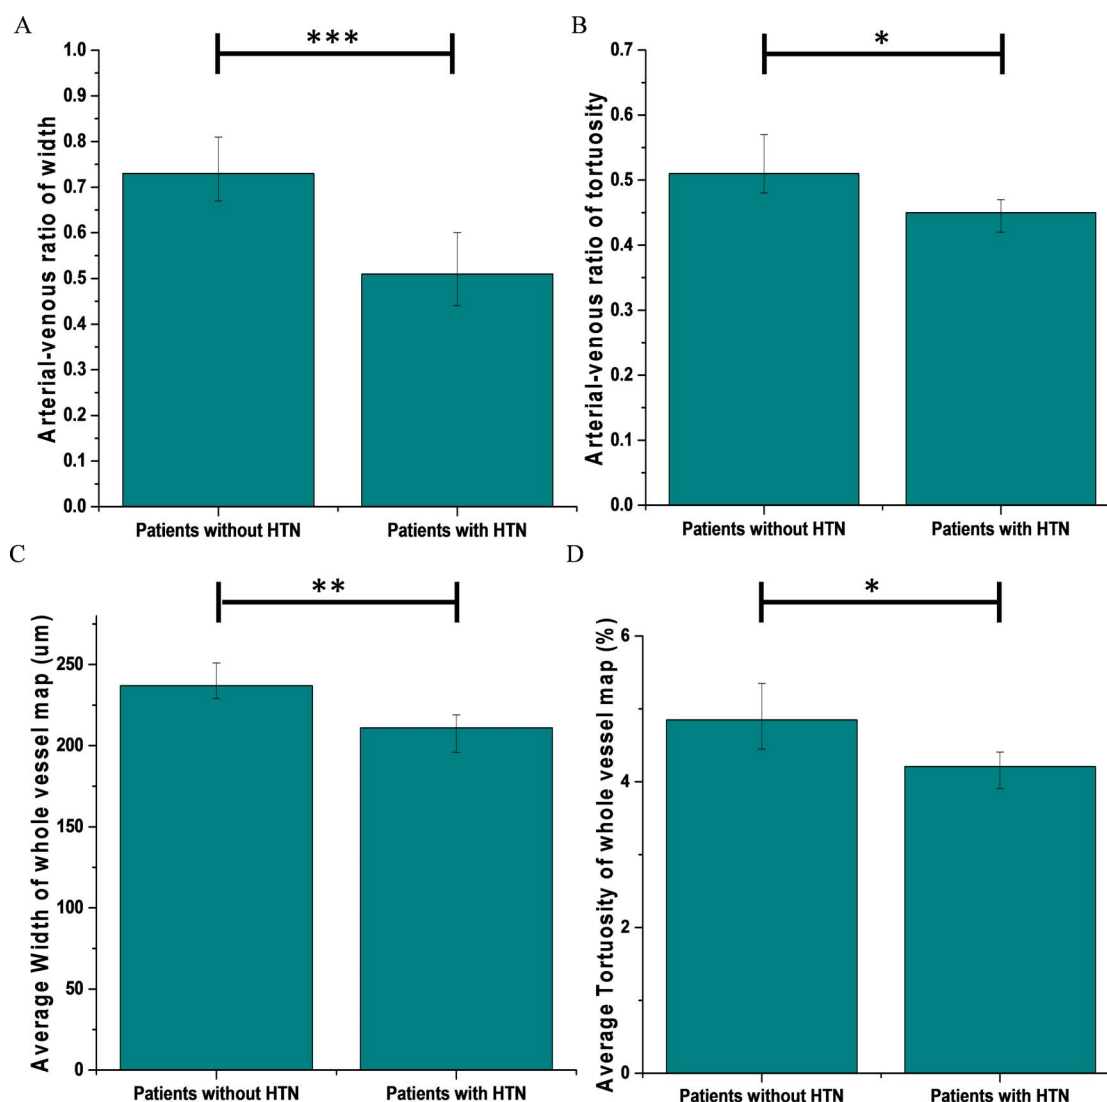 A
***
Arterial-venous ratio of width
1.0
0.9
0.8
0.7
0.6
0.5
0.4
0.3
0.2
0.1
0.0
Patients without HTN
Patients with HTN
B
*
Arterial-venous ratio of tortuosity
0.7
0.6
0.5
0.4
0.3
0.2
0.1
0.0
Patients without HTN
Patients with HTN
C
**
Average Width of whole vessel map (um)
250
200
150
100
50
0
Patients without HTN
Patients with HTN
D
*
Average Tortuosity of whole vessel map (%)
6
4
2
0
Patients without HTN
Patients with HTN